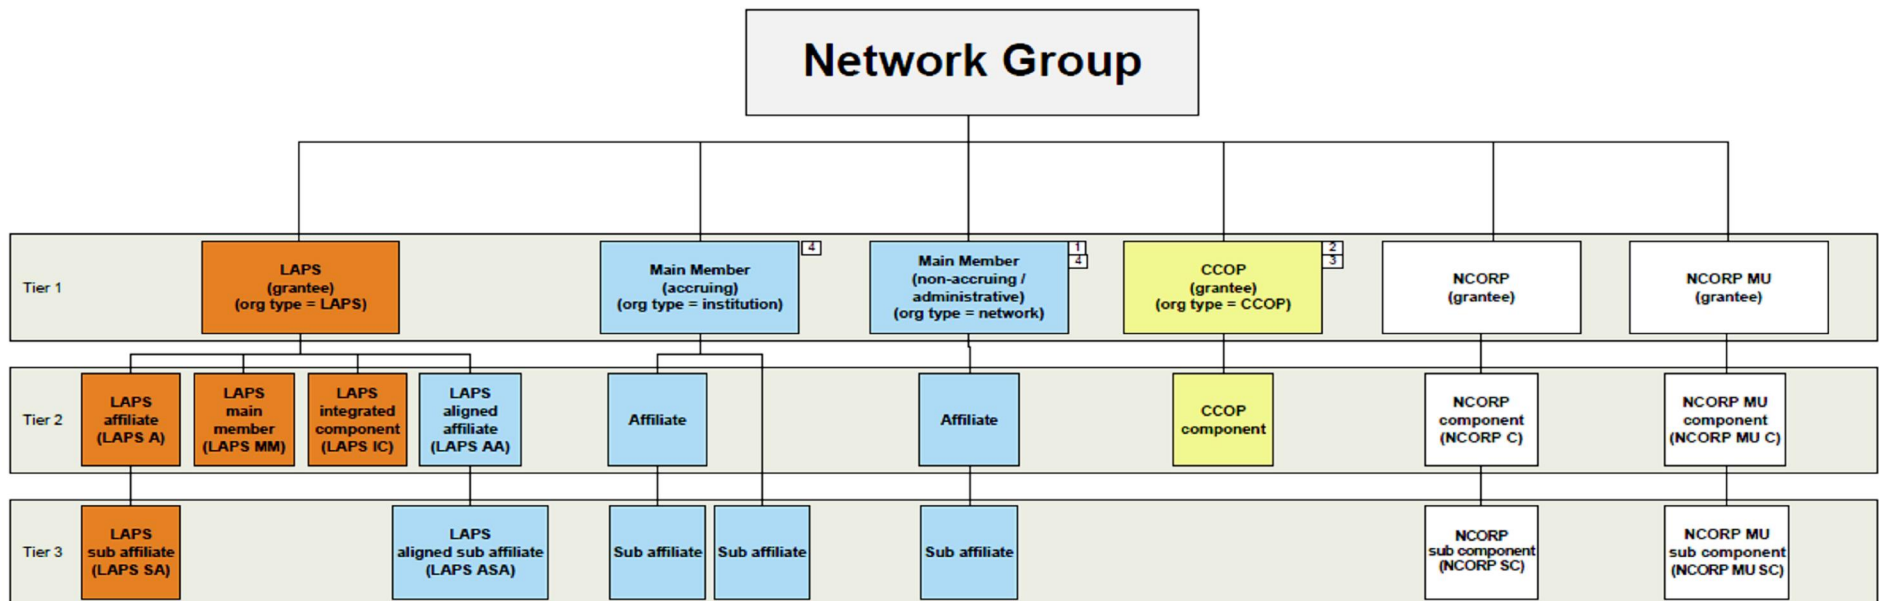 Network Group
Tier 1
LAPS
(grantee)
(org type = LAPS)
4
Main Member
(accruing)
(org type = institution)
1
4
Main Member
(non-accruing /
administrative)
(org type = network)
2
3
CCOP
(grantee)
(org type = CCOP)
NCORP
(grantee)
NCORP MU
(grantee)
Tier 2
LAPS
affiliate
(LAPS A)
LAPS
main
member
(LAPS MM)
LAPS
integrated
component
(LAPS IC)
LAPS
aligned
affiliate
(LAPS AA)
Affiliate
Affiliate
CCOP
component
NCORP
component
(NCORP C)
NCORP MU
component
(NCORP MU C)
Tier 3
LAPS
sub affiliate
(LAPS SA)
LAPS
aligned sub affiliate
(LAPS ASA)
Sub affiliate
Sub affiliate
Sub affiliate
NCORP
sub component
(NCORP SC)
NCORP MU
sub component
(NCORP MU SC)